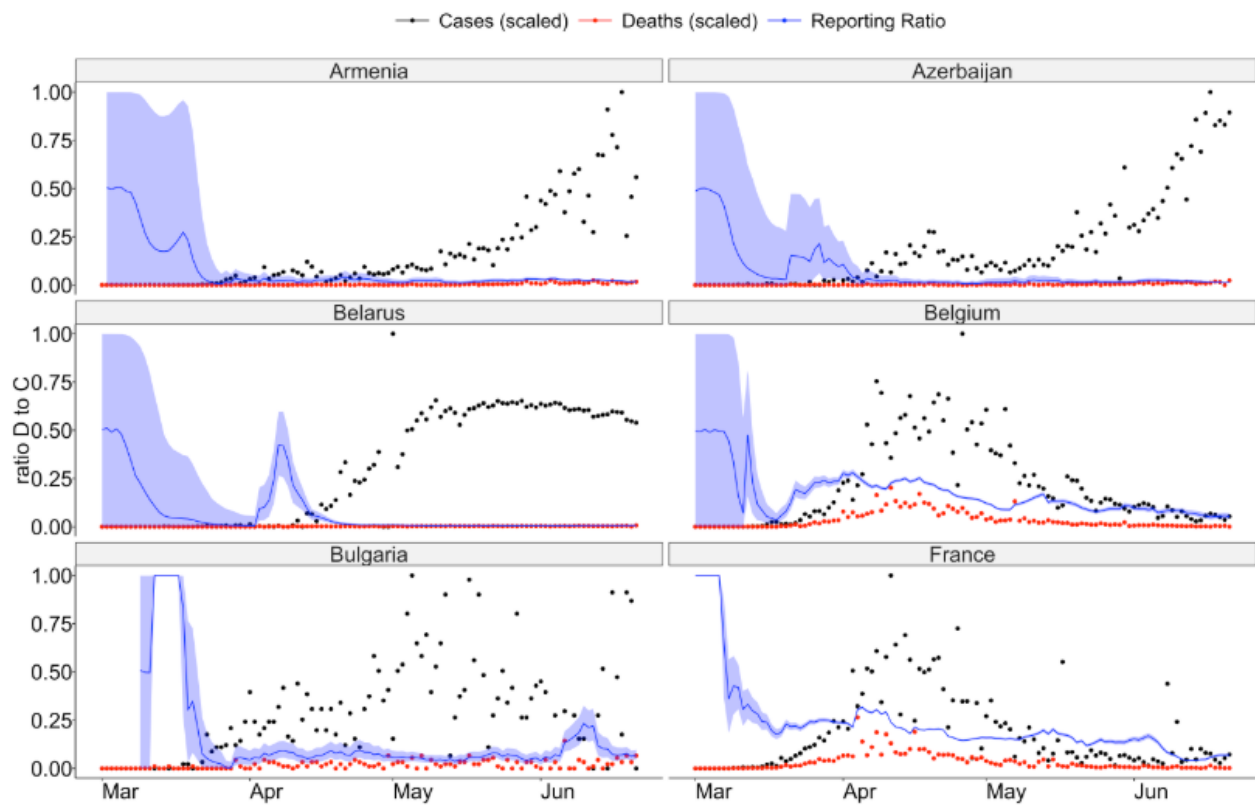 Cases (scaled) Deaths (scaled) Reporting Ratio
Armenia Azerbaijan
1.00
0.75
0.50
0.25
0.00
Belarus Belgium
1.00
0.75
0.50
0.25
0.00
ratio D to C
Bulgaria France
1.00
0.75
0.50
0.25
0.00
Mar Apr May Jun Mar Apr May Jun